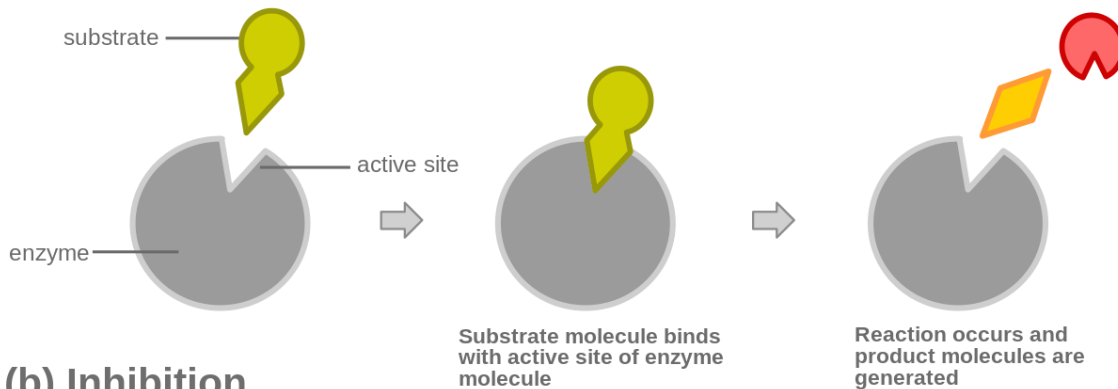 substrate
active site
enzyme
Substrate molecule binds
with active site of enzyme
molecule
Reaction occurs and
product molecules are
generated
(b) Inhibition